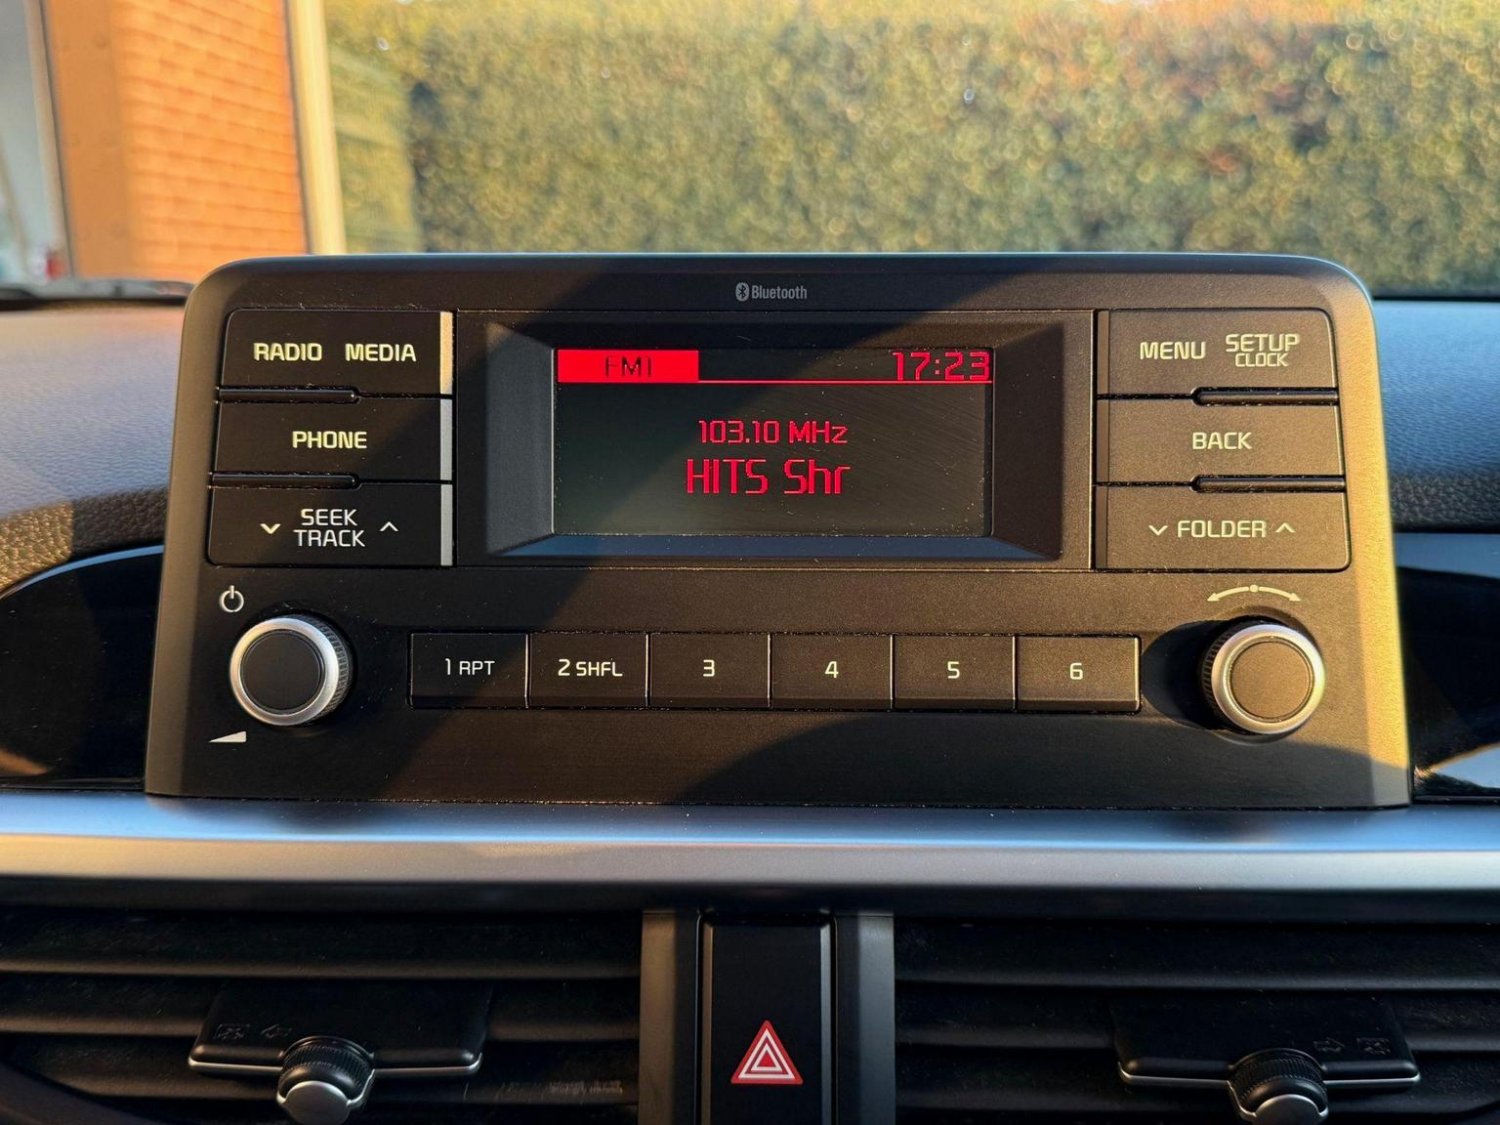 Bluetooth
RADIO MEDIA
PHONE
SEEK
TRACK
FM1
17:23
103.10 MHz
HITS Shr
MENU
SETUP
CLOCK
BACK
FOLDER
1 RPT
2 SHFL
3
4
5
6